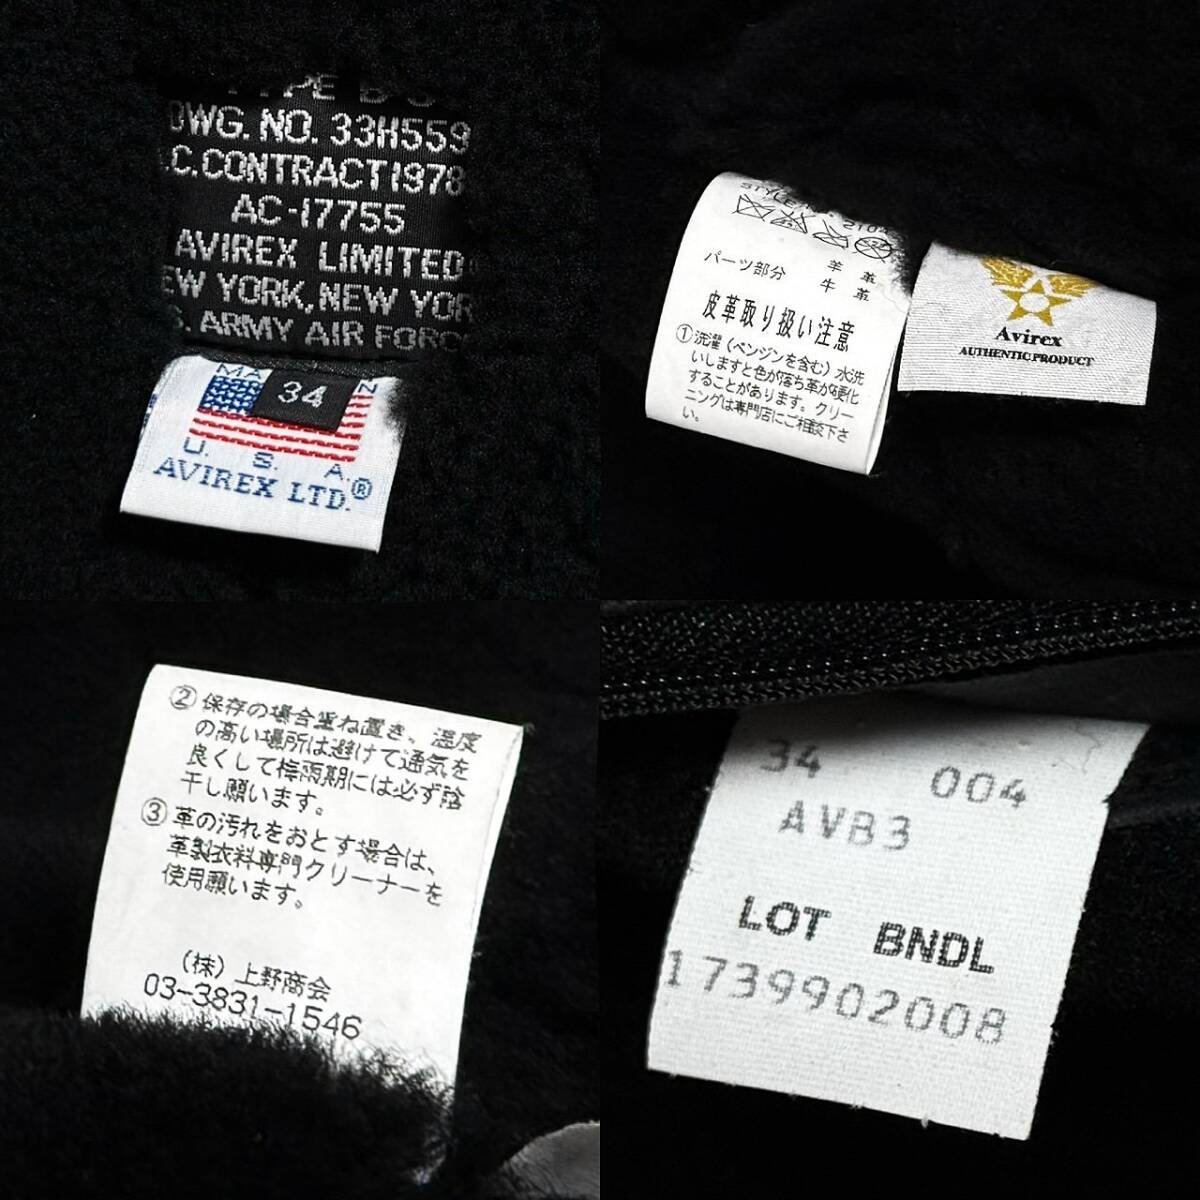 TYPE B-3
DWG. NO. 33H559
.C.CONTRACT1978
AC-17755
AVIREX LIMITED
EW YORK, NEW YOR
S. ARMY AIR FORC
MA 34 N
U. S. A.
AVIREX LTD.®
STYLE 2104
パーツ部分 羊革
牛革
皮革取り扱い注意
①洗濯(ベンジンを含む)水洗
いしますと色が落ち革が硬化
することがあります。クリー
ニングは専門店にご相談下さ
い。
Avirex
AUTHENTIC PRODUCT
②保存の場合重ね置き、温度
の高い場所は避けて通気を
良くして梅雨期には必ず陰
干し願います。
③革の汚れをおとす場合は、
革製衣料専門クリーナーを
使用願います。
(株)上野商会
03-3831-1546
34 004
AVB3
LOT BNDL
1739902008